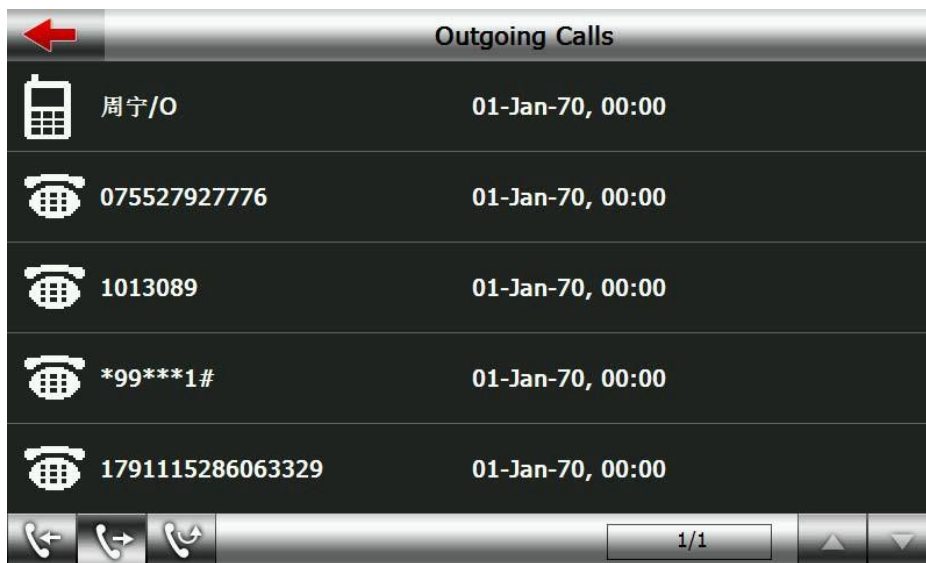 Outgoing Calls
周宁/O 01-Jan-70, 00:00
075527927776 01-Jan-70, 00:00
1013089 01-Jan-70, 00:00
*99***1# 01-Jan-70, 00:00
1791115286063329 01-Jan-70, 00:00
1/1